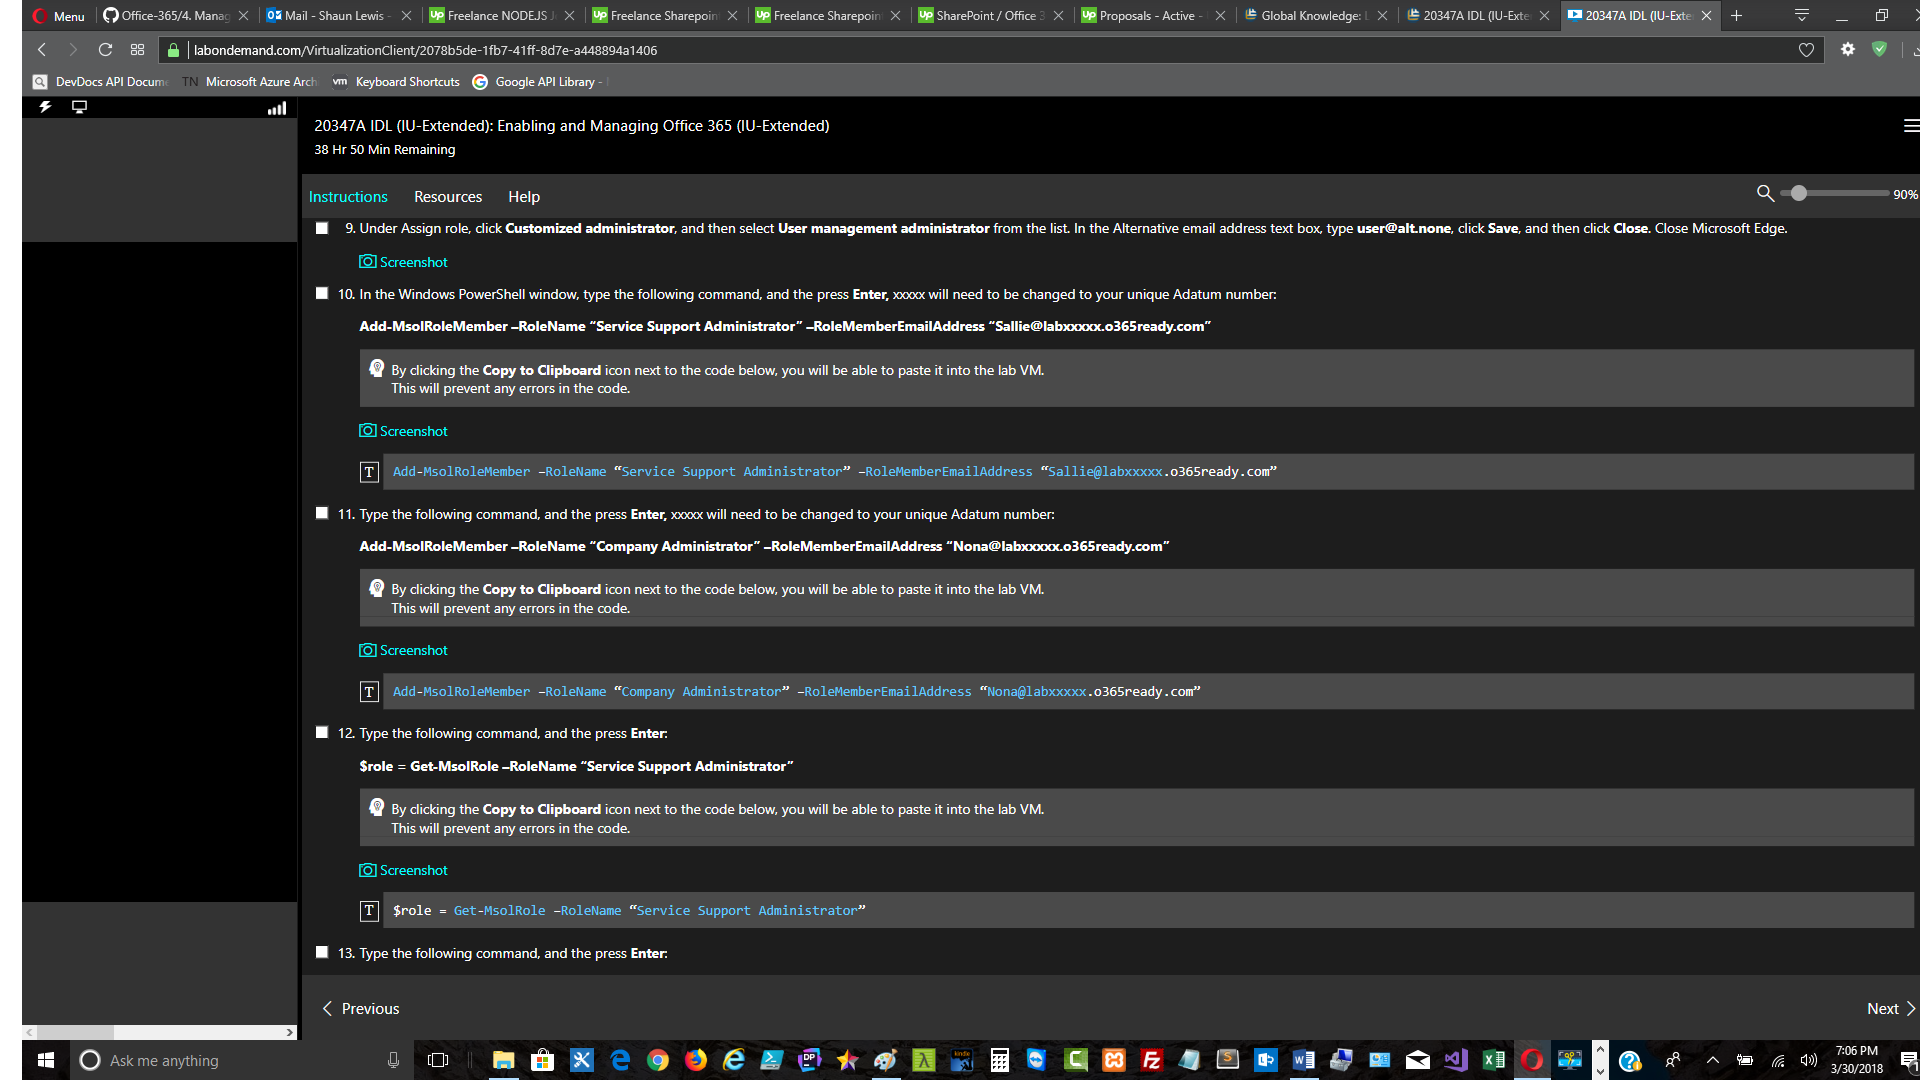 Menu
Office-365/4. Manag
Mail - Shaun Lewis -
Freelance NODEJS J
Freelance Sharepoin
Freelance Sharepoin
SharePoint / Office 3
Proposals - Active -
Global Knowledge: L
20347A IDL (IU-Exte
20347A IDL (IU-Exte
labondemand.com/VirtualizationClient/2078b5de-1fb7-41ff-8d7e-a448894a1406
DevDocs API Docume
TN Microsoft Azure Arch
vm Keyboard Shortcuts
Google API Library -
20347A IDL (IU-Extended): Enabling and Managing Office 365 (IU-Extended)
38 Hr 50 Min Remaining
Instructions Resources Help
90%
9. Under Assign role, click Customized administrator, and then select User management administrator from the list. In the Alternative email address text box, type user@alt.none, click Save, and then click Close. Close Microsoft Edge.
Screenshot
10. In the Windows PowerShell window, type the following command, and the press Enter, xxxxx will need to be changed to your unique Adatum number:
Add-MsolRoleMember –RoleName “Service Support Administrator” –RoleMemberEmailAddress “Sallie@labxxxxx.o365ready.com”
By clicking the Copy to Clipboard icon next to the code below, you will be able to paste it into the lab VM.
This will prevent any errors in the code.
Screenshot
T Add-MsolRoleMember –RoleName “Service Support Administrator” –RoleMemberEmailAddress “Sallie@labxxxxx.o365ready.com”
11. Type the following command, and the press Enter, xxxxx will need to be changed to your unique Adatum number:
Add-MsolRoleMember –RoleName “Company Administrator” –RoleMemberEmailAddress “Nona@labxxxxx.o365ready.com”
By clicking the Copy to Clipboard icon next to the code below, you will be able to paste it into the lab VM.
This will prevent any errors in the code.
Screenshot
T Add-MsolRoleMember –RoleName “Company Administrator” –RoleMemberEmailAddress “Nona@labxxxxx.o365ready.com”
12. Type the following command, and the press Enter:
$role = Get-MsolRole –RoleName “Service Support Administrator”
By clicking the Copy to Clipboard icon next to the code below, you will be able to paste it into the lab VM.
This will prevent any errors in the code.
Screenshot
T $role = Get-MsolRole –RoleName “Service Support Administrator”
13. Type the following command, and the press Enter:
Previous
Next
Ask me anything
7:06 PM
3/30/2018